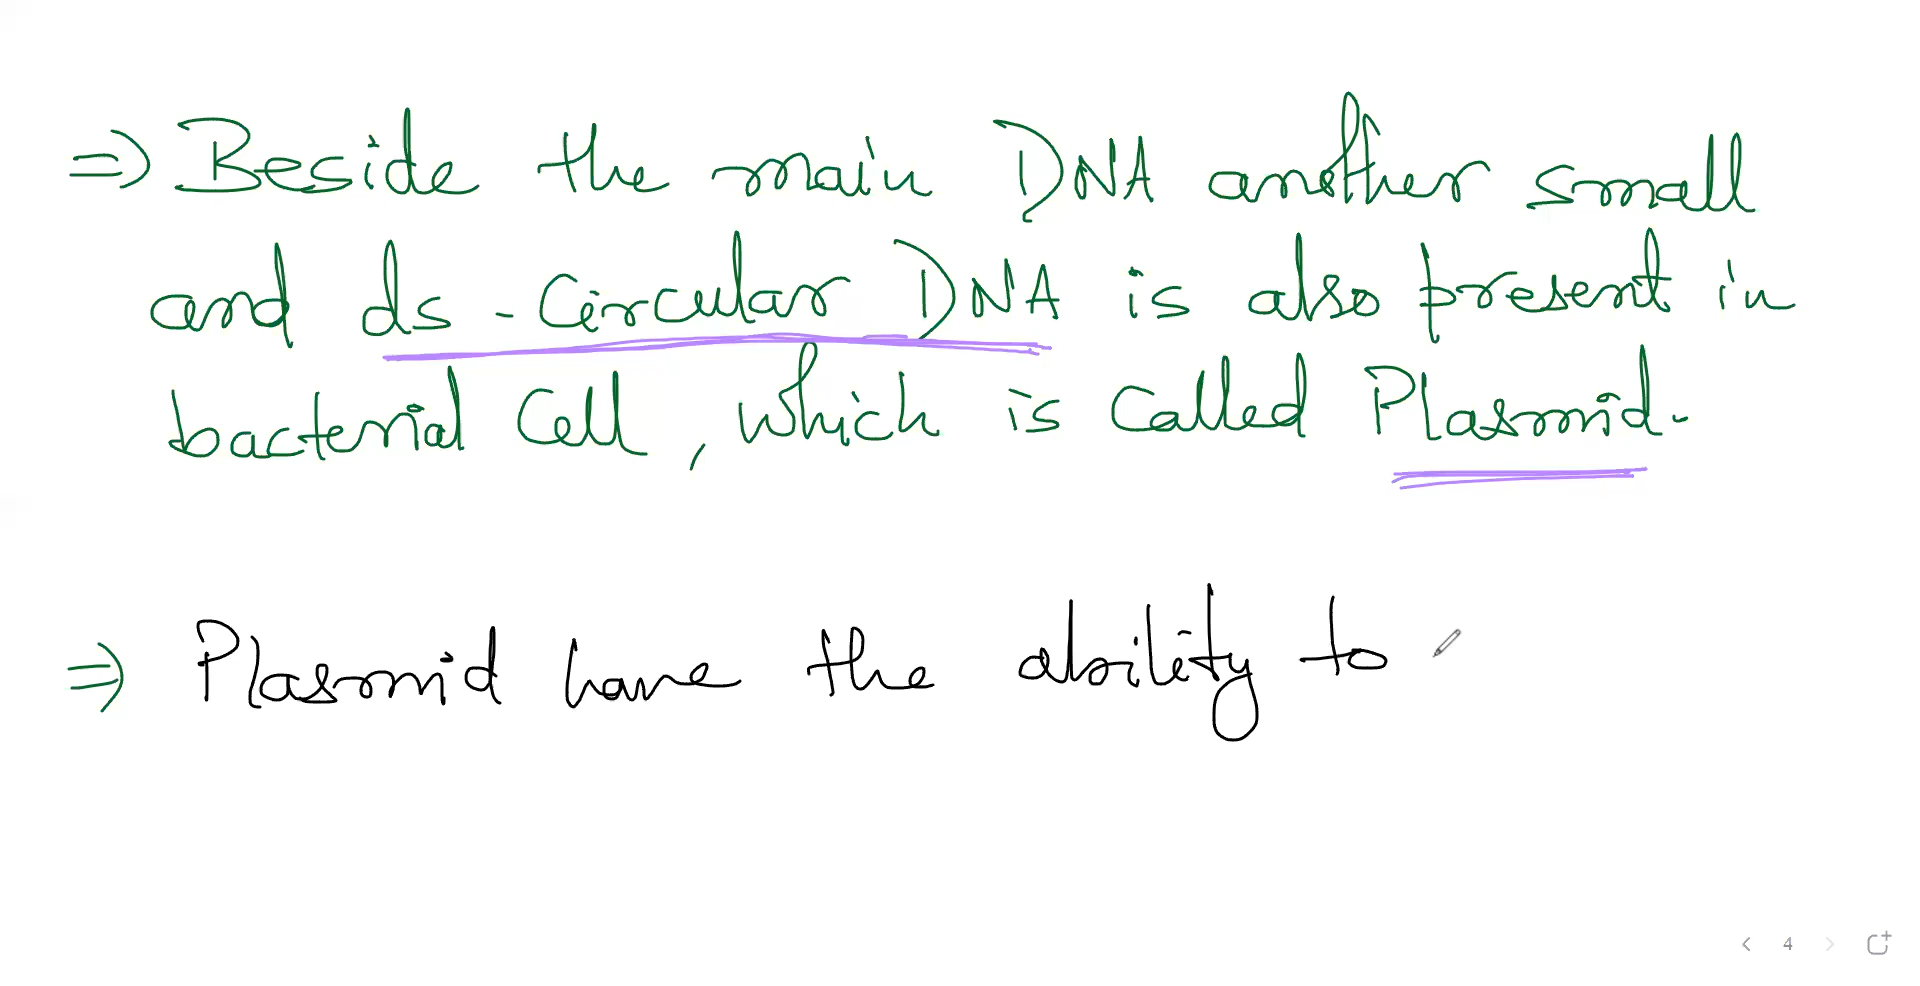 ⇒ Beside the main DNA another small
and ds - Circular DNA is also present in
bacterial Cell, which is Called Plasmid.
⇒ Plasmid have the ability to
4